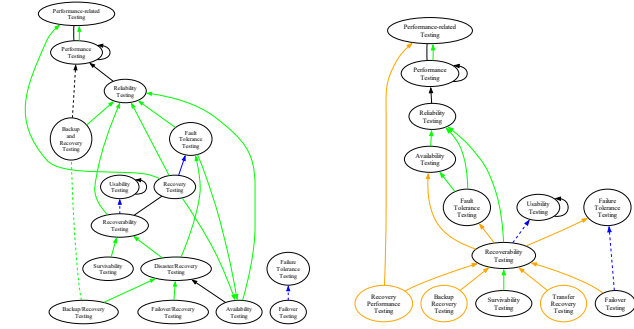 Performance-related
Testing
Performance
Testing
Reliability
Testing
Backup
and
Recovery
Testing
Fault
Tolerance
Testing
Usability
Testing
Recovery
Testing
Recoverability
Testing
Survivability
Testing
Disaster/Recovery
Testing
Failure
Tolerance
Testing
Backup/Recovery
Testing
Failover/Recovery
Testing
Availability
Testing
Failover
Testing
Performance-related
Testing
Performance
Testing
Reliability
Testing
Availability
Testing
Fault
Tolerance
Testing
Usability
Testing
Failure
Tolerance
Testing
Recoverability
Testing
Recovery
Performance
Testing
Backup
Recovery
Testing
Survivability
Testing
Transfer
Recovery
Testing
Failover
Testing